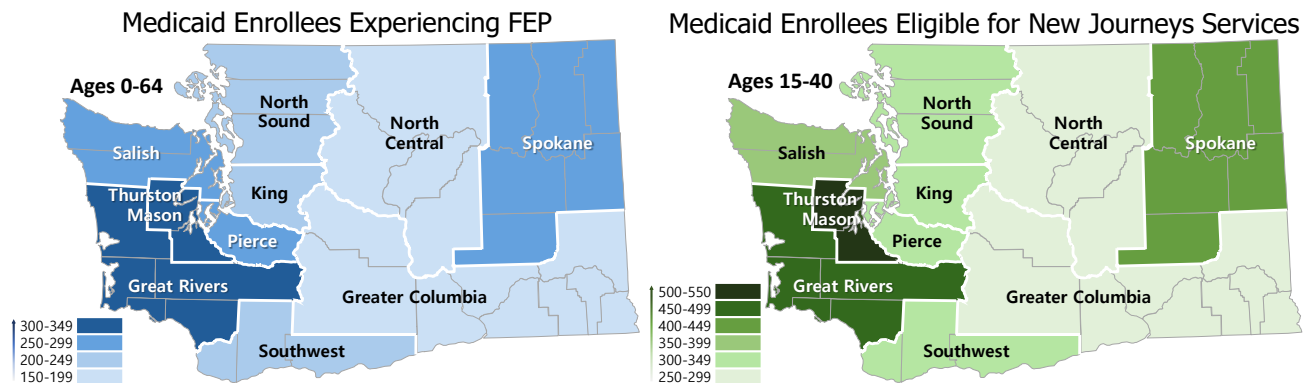 Medicaid Enrollees Experiencing FEP
Ages 0-64
North
Sound
North
Central
Spokane
Salish
King
Thurston
Mason
Pierce
Great Rivers
Greater Columbia
Southwest
300-349
250-299
200-249
150-199
Medicaid Enrollees Eligible for New Journeys Services
Ages 15-40
North
Sound
North
Central
Spokane
Salish
King
Thurston
Mason
Pierce
Great Rivers
Greater Columbia
Southwest
500-550
450-499
400-449
350-399
300-349
250-299